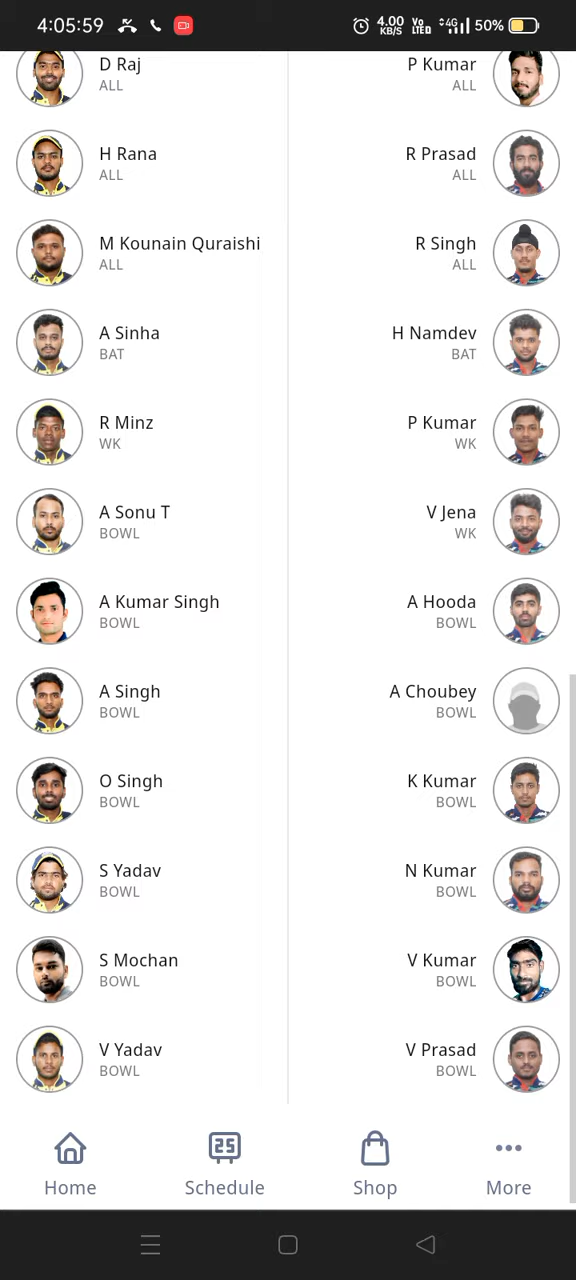 4:05:59 4.00 KB/S Vo LTED 4G 50%
D Raj
ALL
P Kumar
ALL
H Rana
ALL
R Prasad
ALL
M Kounain Quraishi
ALL
R Singh
ALL
A Sinha
BAT
H Namdev
BAT
R Minz
WK
P Kumar
WK
A Sonu T
BOWL
V Jena
WK
A Kumar Singh
BOWL
A Hooda
BOWL
A Singh
BOWL
A Choubey
BOWL
O Singh
BOWL
K Kumar
BOWL
S Yadav
BOWL
N Kumar
BOWL
S Mochan
BOWL
V Kumar
BOWL
V Yadav
BOWL
V Prasad
BOWL
25
Home Schedule Shop More